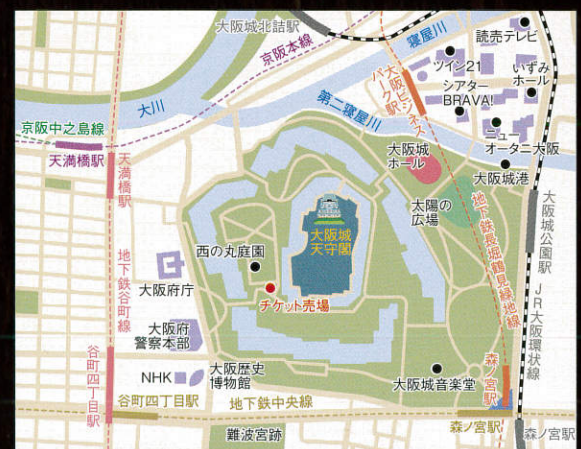 大阪城北詰駅
京阪本線
寝屋川
読売テレビ
ツイン21
いずみ
ホール
シアター
BRAVA!
大阪ビジネス
パーク駅
大川
第二寝屋川
京阪中之島線
天満橋駅
天満橋駅
ニュー
オータニ大阪
大阪城
ホール
大阪城港
太陽の
広場
大阪城公園駅
大阪城
天守閣
西の丸庭園
地下鉄長堀鶴見緑地線
地下鉄谷町線
大阪府庁
チケット売場
JR大阪環状線
大阪府
警察本部
谷町四丁目駅
NHK
大阪歴史
博物館
大阪城音楽堂
森ノ宮駅
谷町四丁目駅
地下鉄中央線
森ノ宮駅
難波宮跡
森ノ宮駅